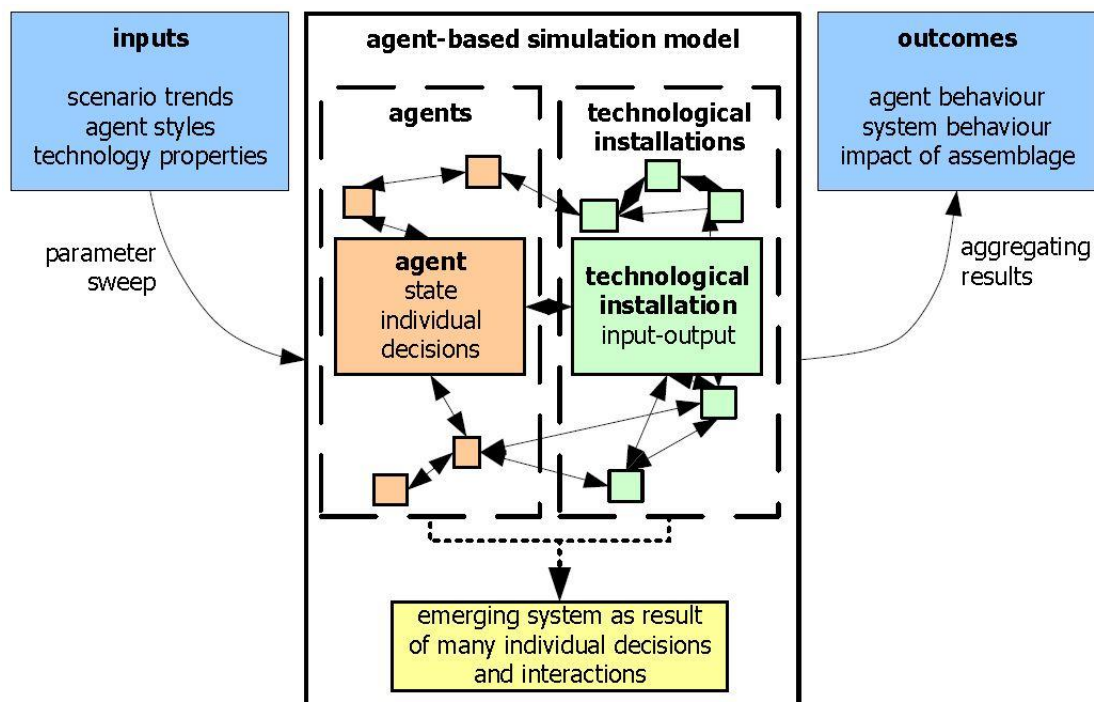 inputs
scenario trends
agent styles
technology properties
parameter
sweep
agent-based simulation model
agents
agent
state
individual
decisions
technological
installations
technological
installation
input-output
emerging system as result
of many individual decisions
and interactions
outcomes
agent behaviour
system behaviour
impact of assemblage
aggregating
results